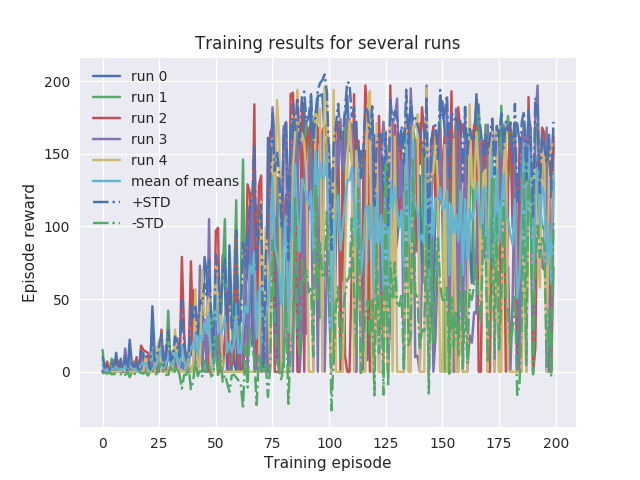 Training results for several runs
run 0
run 1
run 2
run 3
run 4
mean of means
+STD
-STD
200
150
100
50
0
Episode reward
0 25 50 75 100 125 150 175 200
Training episode